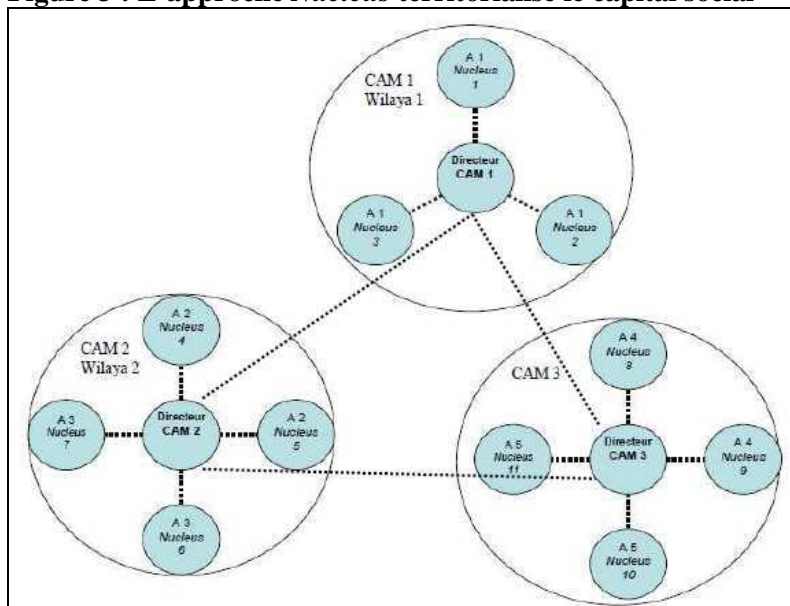 Figure 3 : L'approche Nucleus territorialise le capital social
CAM 1
Wilaya 1
A 1
Nucleus
1
Directeur
CAM 1
A 1
Nucleus
3
A 1
Nucleus
2
CAM 2
Wilaya 2
A 2
Nucleus
4
A 3
Nucleus
7
Directeur
CAM 2
A 2
Nucleus
5
A 3
Nucleus
6
CAM 3
A 4
Nucleus
8
A 5
Nucleus
11
Directeur
CAM 3
A 4
Nucleus
9
A 5
Nucleus
10